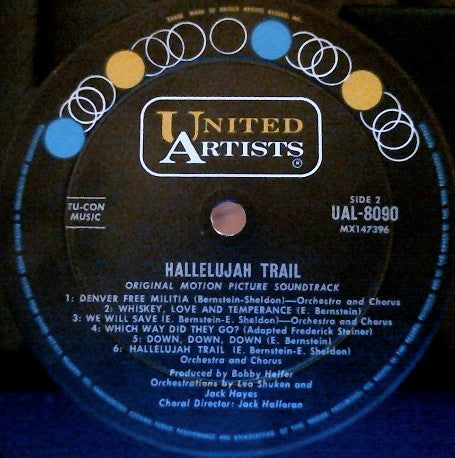 UNITED
ARTISTS
®
TU-CON
MUSIC
SIDE 2
UAL-8090
MX147396
HALLELUJAH TRAIL
ORIGINAL MOTION PICTURE SOUNDTRACK
1: DENVER FREE MILITIA (Bernstein-Sheldon)—Orchestra and Chorus
2: WHISKEY, LOVE AND TEMPERANCE (E. Bernstein)
3: WE WILL SAVE (E. Bernstein-E. Sheldon)—Orchestra and Chorus
4: WHICH WAY DID THEY GO? (Adapted Frederick Steiner)
5: DOWN, DOWN, DOWN (E. Bernstein)
6: HALLELUJAH TRAIL (E. Bernstein-E. Sheldon)
Orchestra and Chorus
Produced by Bobby Helfer
Orchestrations by Leo Shuken and
Jack Hayes
Choral Director: Jack Halloran